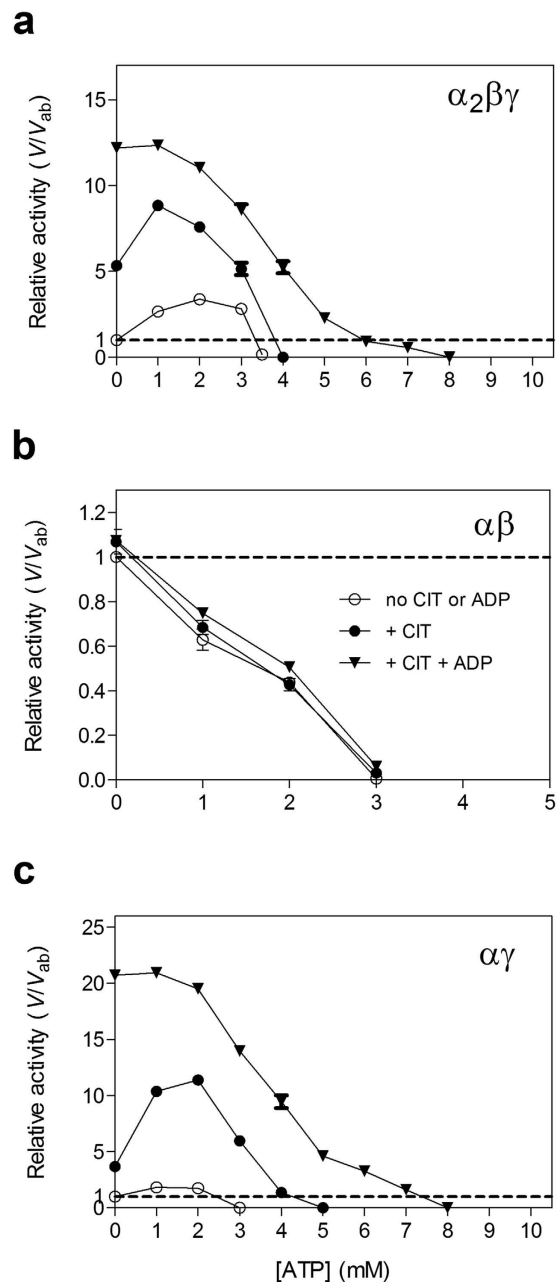 a
α2βγ
Relative activity (V/Vab)
15
10
5
1
0
0 1 2 3 4 5 6 7 8 9 10
b
αβ
Relative activity (V/Vab)
1.2
1
0.8
0.6
0.4
0.2
0.0
no CIT or ADP
+ CIT
+ CIT + ADP
0 1 2 3 4 5
c
αγ
Relative activity (V/Vab)
25
20
15
10
5
1
0
0 1 2 3 4 5 6 7 8 9 10
[ATP] (mM)